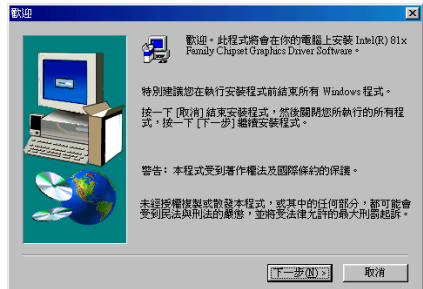 歡迎
歡迎。此程式將會在你的電腦上安裝 Intel(R) 81x
Family Chipset Graphics Driver Software。
特別建議您在執行安裝程式前結束所有 Windows 程式。
按一下 [取消] 結束安裝程式，然後關閉您所執行的所有程
式，按一下 [下一步] 繼續安裝程式。
警告：本程式受到著作權法及國際條約的保護。
未經授權複製或散發本程式，或其中的任何部分，都可能會
受到民法與刑法的嚴懲，並將受法律允許的最大刑罰起訴。
下一步(N) >
取消